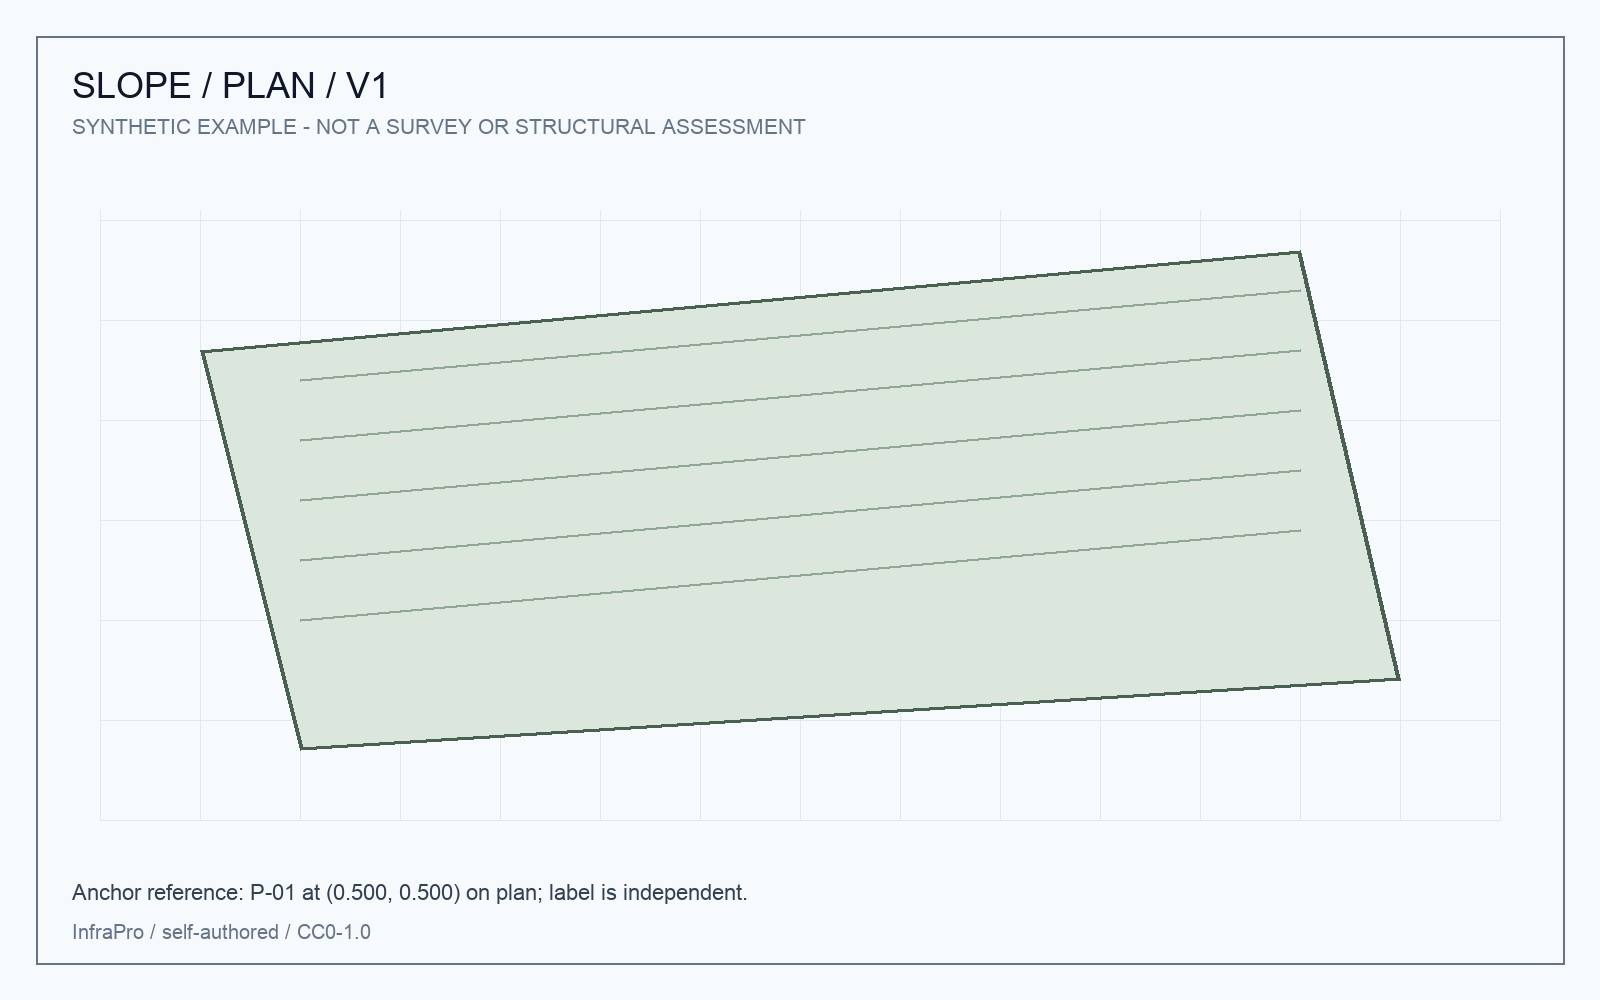 SLOPE / PLAN / V1
SYNTHETIC EXAMPLE - NOT A SURVEY OR STRUCTURAL ASSESSMENT
Anchor reference: P-01 at (0.500, 0.500) on plan; label is independent.
InfraPro / self-authored / CC0-1.0